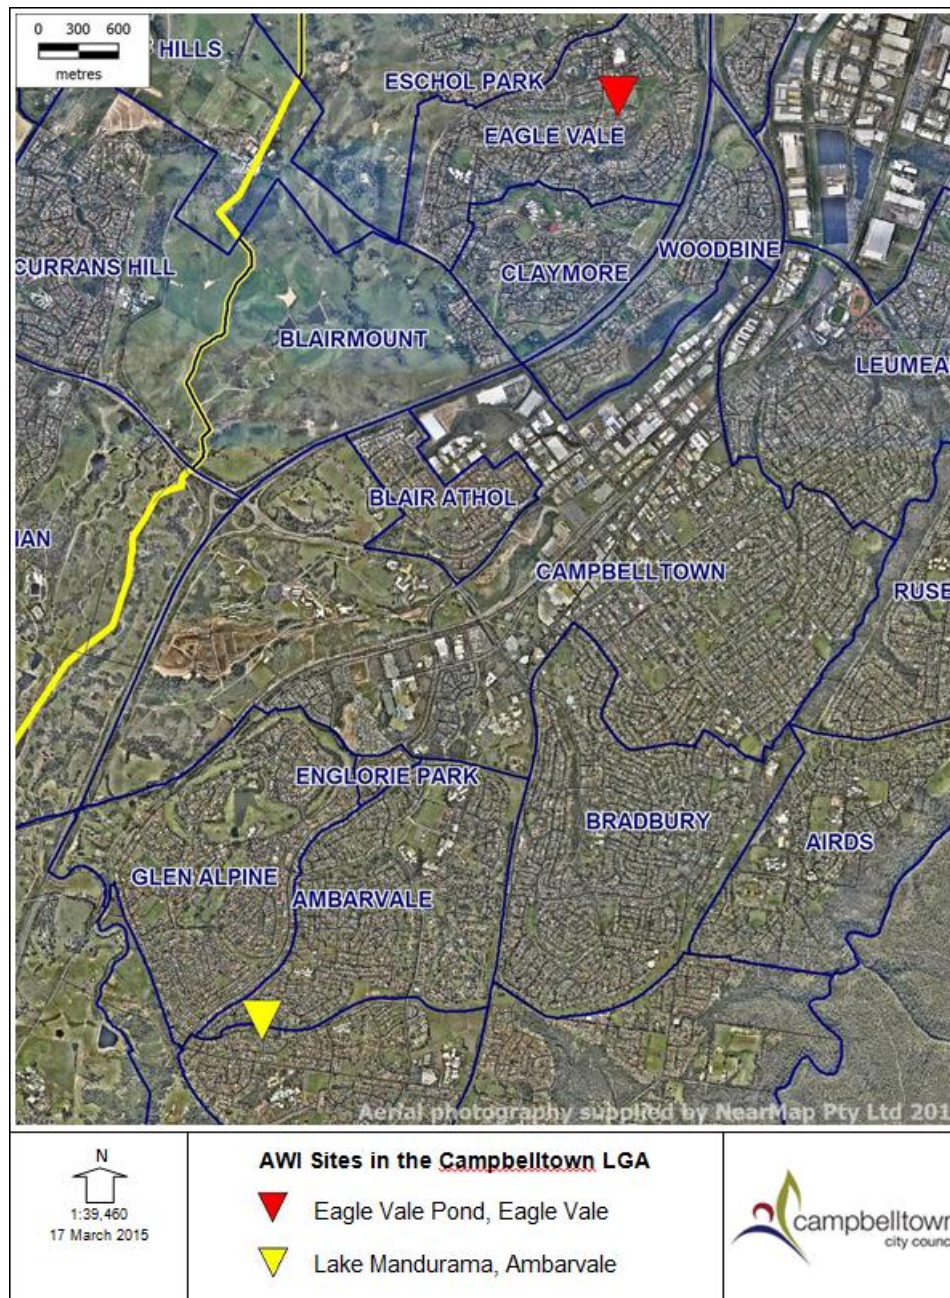 0 300 600
metres
HILLS
ESCHOL PARK
EAGLE VALE
CURRANS HILL
CLAYMORE
WOODBINE
BLAIRMOUNT
LEUMEA
BLAIR ATHOL
IAN
CAMPBELLTOWN
RUSE
ENGLORIE PARK
BRADBURY
AIRDS
GLEN ALPINE
AMBARVALE
Aerial photography supplied by NearMap Pty Ltd 201
N
1:39,460
17 March 2015
AWI Sites in the Campbelltown LGA
Eagle Vale Pond, Eagle Vale
Lake Mandurama, Ambarvale
campbelltown
city counc